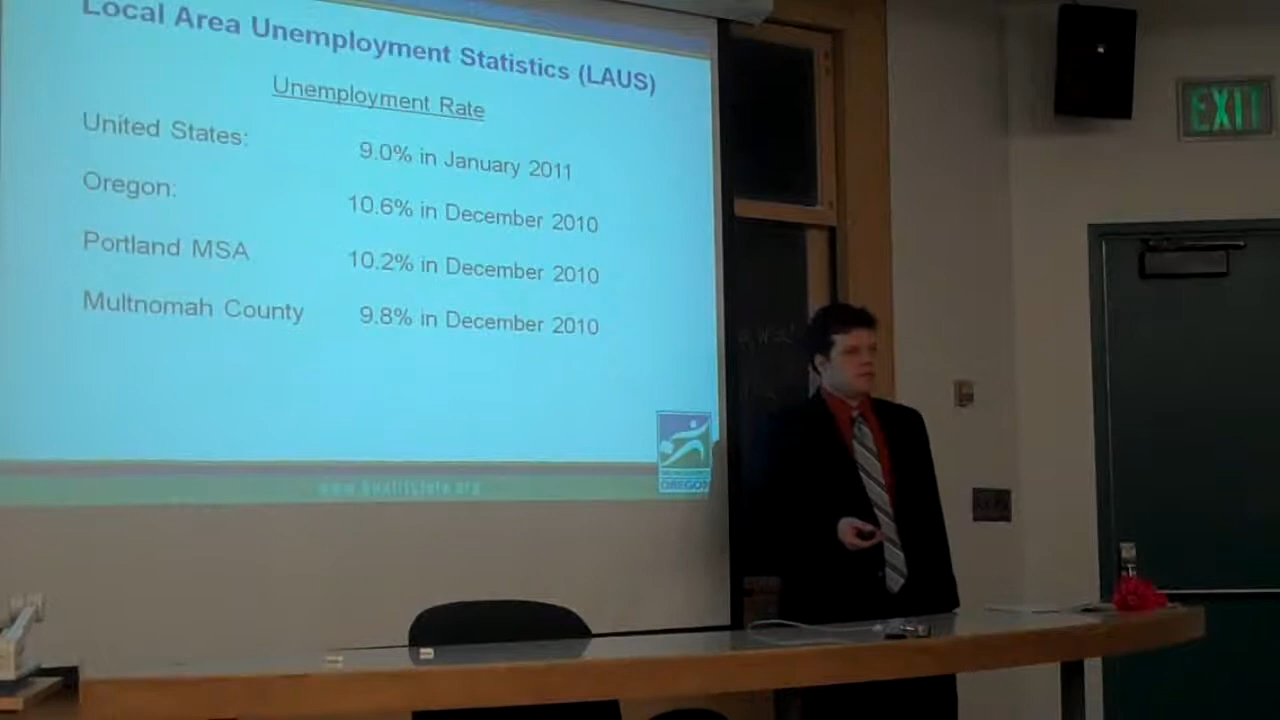 Local Area Unemployment Statistics (LAUS)
Unemployment Rate
United States: 9.0% in January 2011
Oregon: 10.6% in December 2010
Portland MSA 10.2% in December 2010
Multnomah County 9.8% in December 2010
OREGON
EXIT